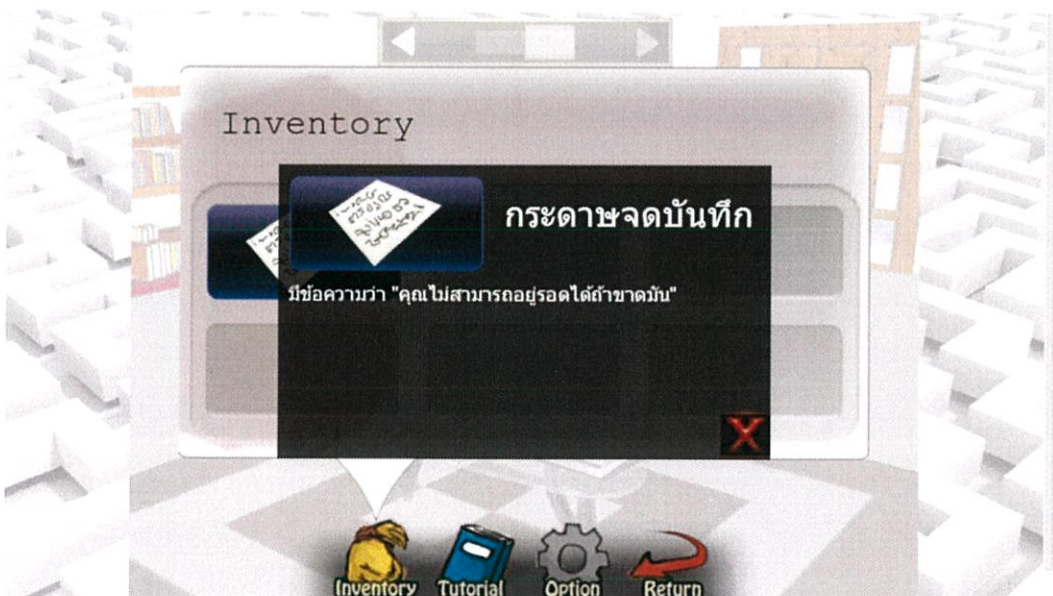 Inventory
กระดาษจดบันทึก
มีข้อความว่า "คุณไม่สามารถอยู่รอดได้ถ้าขาดมัน"
Inventory Tutorial Option Return